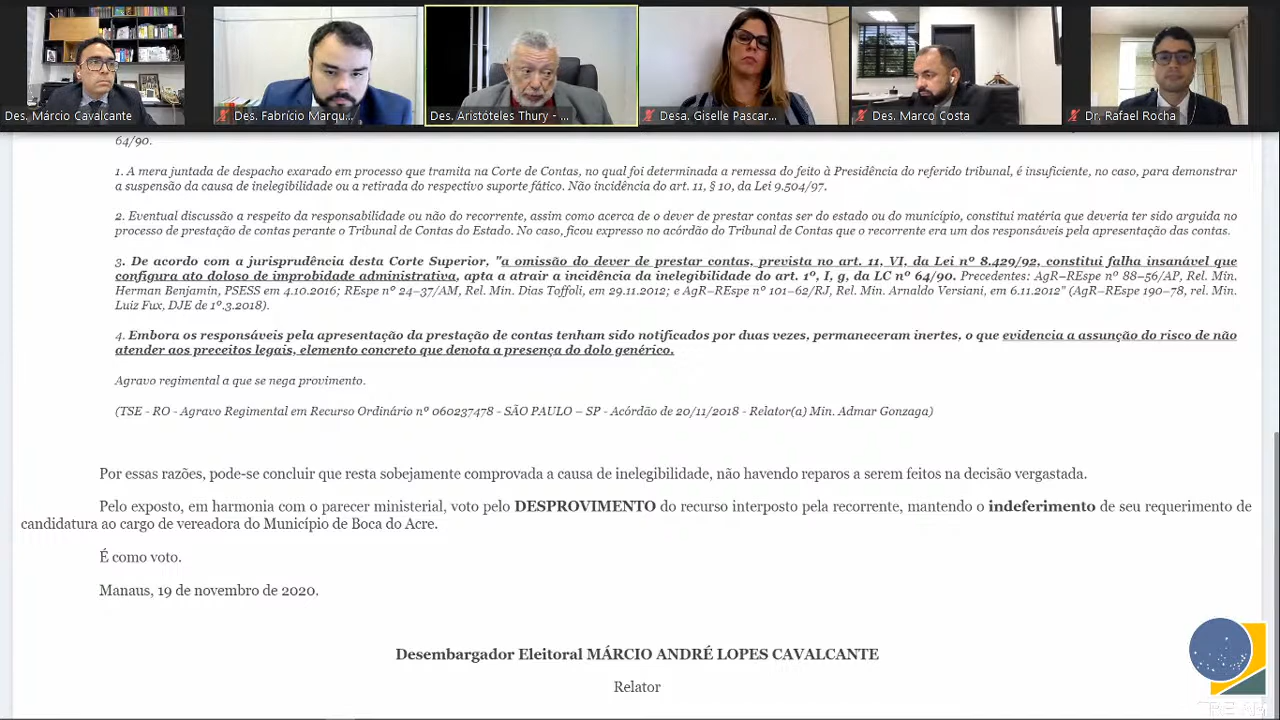 Des. Márcio Cavalcante
Des. Fabrício Marqu...
Des. Aristóteles Thury - ...
Desa. Giselle Pascar...
Des. Marco Costa
Dr. Rafael Rocha
64/90.
1. A mera juntada de despacho exarado em processo que tramita na Corte de Contas, no qual foi determinada a remessa do feito à Presidência do referido tribunal, é insuficiente, no caso, para demonstrar
a suspensão da causa de inelegibilidade ou a retirada do respectivo suporte fático. Não incidência do art. 11, § 10, da Lei 9.504/97.
2. Eventual discussão a respeito da responsabilidade ou não do recorrente, assim como acerca de o dever de prestar contas ser do estado ou do município, constitui matéria que deveria ter sido arguida no
processo de prestação de contas perante o Tribunal de Contas do Estado. No caso, ficou expresso no acórdão do Tribunal de Contas que o recorrente era um dos responsáveis pela apresentação das contas.
3. De acordo com a jurisprudência desta Corte Superior, "a omissão do dever de prestar contas, prevista no art. 11, VI, da Lei nº 8.429/92, constitui falha insanável que
configura ato doloso de improbidade administrativa, apta a atrair a incidência da inelegibilidade do art. 1º, I, g, da LC nº 64/90. Precedentes: AgR–REspe nº 88–56/AP, Rel. Min.
Herman Benjamin, PSESS em 4.10.2016; REspe nº 24–37/AM, Rel. Min. Dias Toffoli, em 29.11.2012; e AgR–REspe nº 101–62/RJ, Rel. Min. Arnaldo Versiani, em 6.11.2012” (AgR–REspe 190–78, rel. Min.
Luiz Fux, DJE de 1º.3.2018).
4. Embora os responsáveis pela apresentação da prestação de contas tenham sido notificados por duas vezes, permaneceram inertes, o que evidencia a assunção do risco de não
atender aos preceitos legais, elemento concreto que denota a presença do dolo genérico.
Agravo regimental a que se nega provimento.
(TSE - RO - Agravo Regimental em Recurso Ordinário nº 060237478 - SÃO PAULO – SP - Acórdão de 20/11/2018 - Relator(a) Min. Admar Gonzaga)
Por essas razões, pode-se concluir que resta sobejamente comprovada a causa de inelegibilidade, não havendo reparos a serem feitos na decisão vergastada.
Pelo exposto, em harmonia com o parecer ministerial, voto pelo DESPROVIMENTO do recurso interposto pela recorrente, mantendo o indeferimento de seu requerimento de
candidatura ao cargo de vereadora do Município de Boca do Acre.
É como voto.
Manaus, 19 de novembro de 2020.
Desembargador Eleitoral MÁRCIO ANDRÉ LOPES CAVALCANTE
Relator
TRE-AM